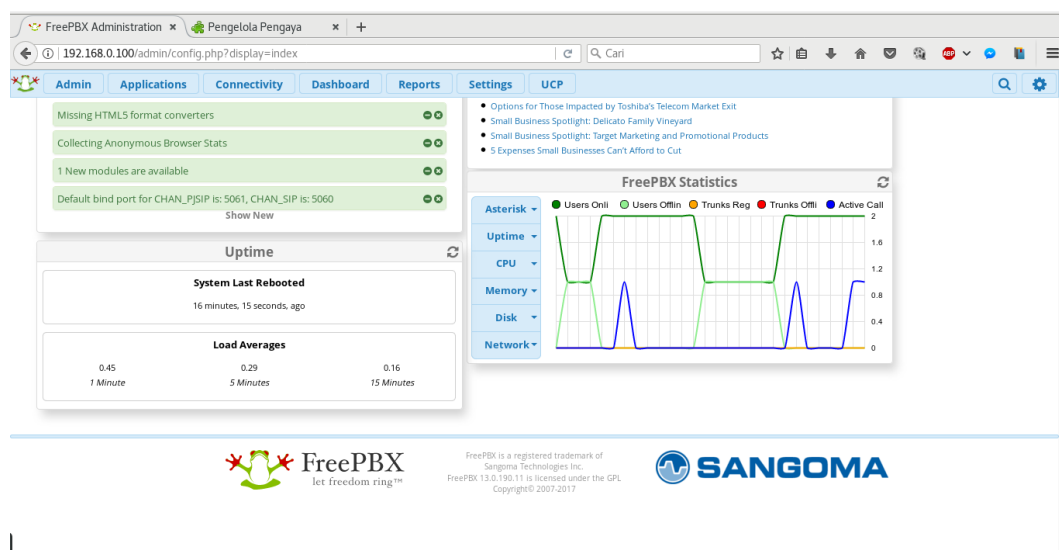 FreePBX Administration
Pengelola Pengaya
192.168.0.100/admin/config.php?display=index
Cari
Admin Applications Connectivity Dashboard Reports Settings UCP
Missing HTML5 format converters
Collecting Anonymous Browser Stats
1 New modules are available
Default bind port for CHAN_PJSIP is: 5061, CHAN_SIP is: 5060
Show New
Uptime
System Last Rebooted
16 minutes, 15 seconds, ago
Load Averages
0.45 0.29 0.16
1 Minute 5 Minutes 15 Minutes
Options for Those Impacted by Toshiba's Telecom Market Exit
Small Business Spotlight: Delicato Family Vineyard
Small Business Spotlight: Target Marketing and Promotional Products
5 Expenses Small Businesses Can't Afford to Cut
FreePBX Statistics
Asterisk
Uptime
CPU
Memory
Disk
Network
Users Onli Users Offlin Trunks Reg Trunks Offli Active Call
2
1.6
1.2
0.8
0.4
0
FreePBX
let freedom ring™
FreePBX is a registered trademark of
Sangoma Technologies Inc.
FreePBX 13.0.190.11 is licensed under the GPL
Copyright© 2007-2017
SANGOMA